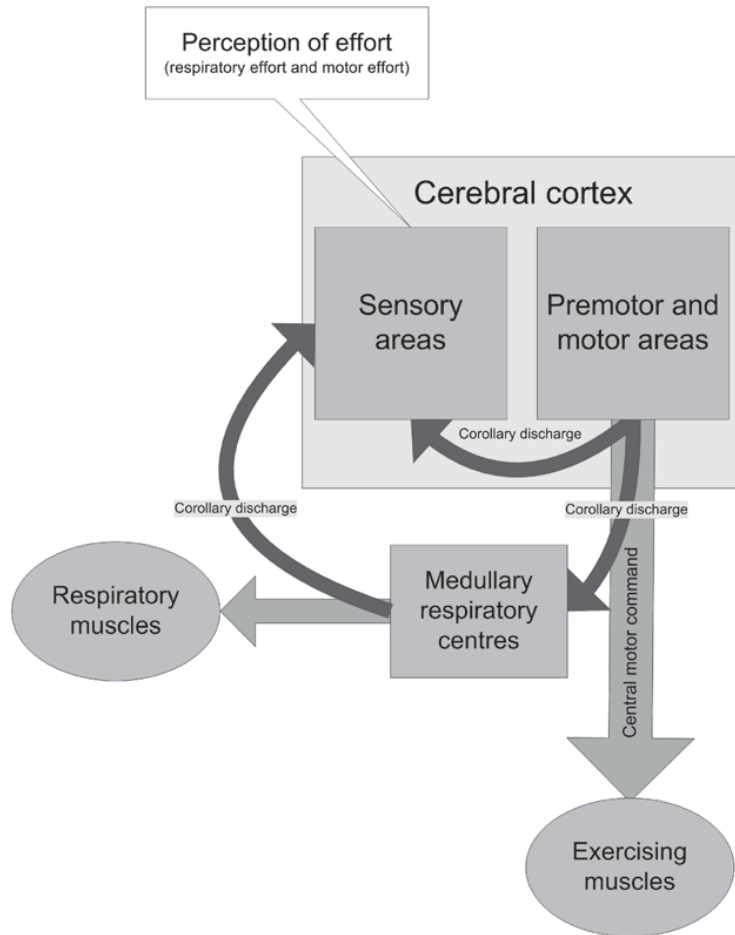 Perception of effort
(respiratory effort and motor effort)
Cerebral cortex
Sensory
areas
Premotor and
motor areas
Corollary discharge
Corollary discharge
Corollary discharge
Respiratory
muscles
Medullary
respiratory
centres
Central motor command
Exercising
muscles